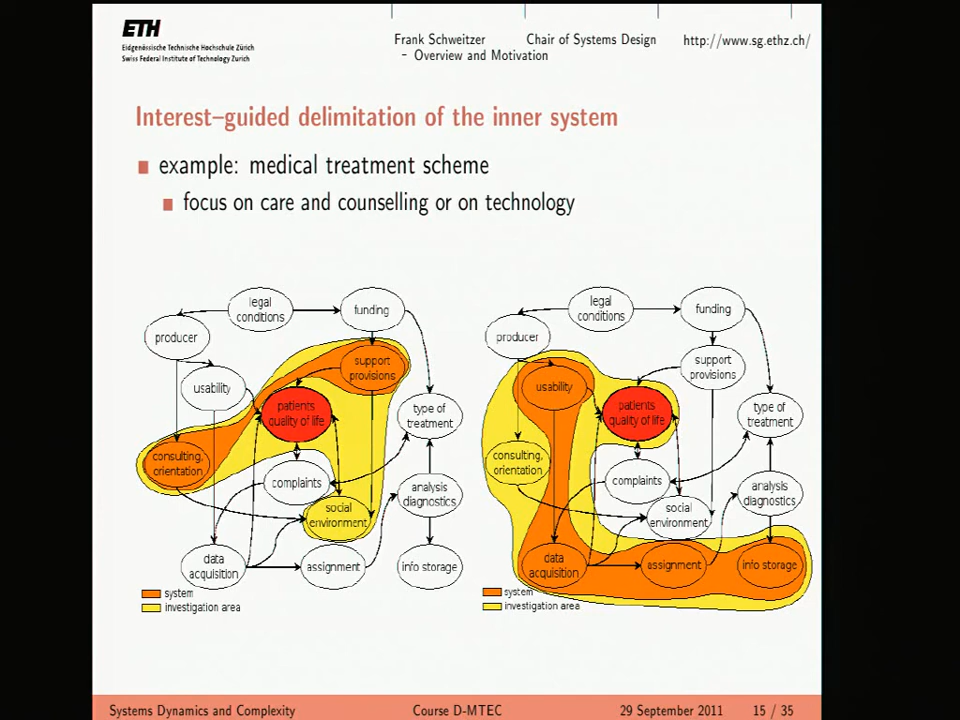 ETH
Eidgenössische Technische Hochschule Zürich
Swiss Federal Institute of Technology Zurich
Frank Schweitzer Chair of Systems Design http://www.sg.ethz.ch/
– Overview and Motivation
Interest–guided delimitation of the inner system
example: medical treatment scheme
focus on care and counselling or on technology
legal
conditions
funding
producer
support
provisions
usability
patients
quality of life
type of
treatment
consulting,
orientation
complaints
analysis
diagnostics
social
environment
data
acquisition
assignment
info storage
system
investigation area
legal
conditions
funding
producer
support
provisions
usability
patients
quality of life
type of
treatment
consulting,
orientation
complaints
analysis
diagnostics
social
environment
data
acquisition
assignment
info storage
system
investigation area
Systems Dynamics and Complexity Course D-MTEC 29 September 2011 15 / 35